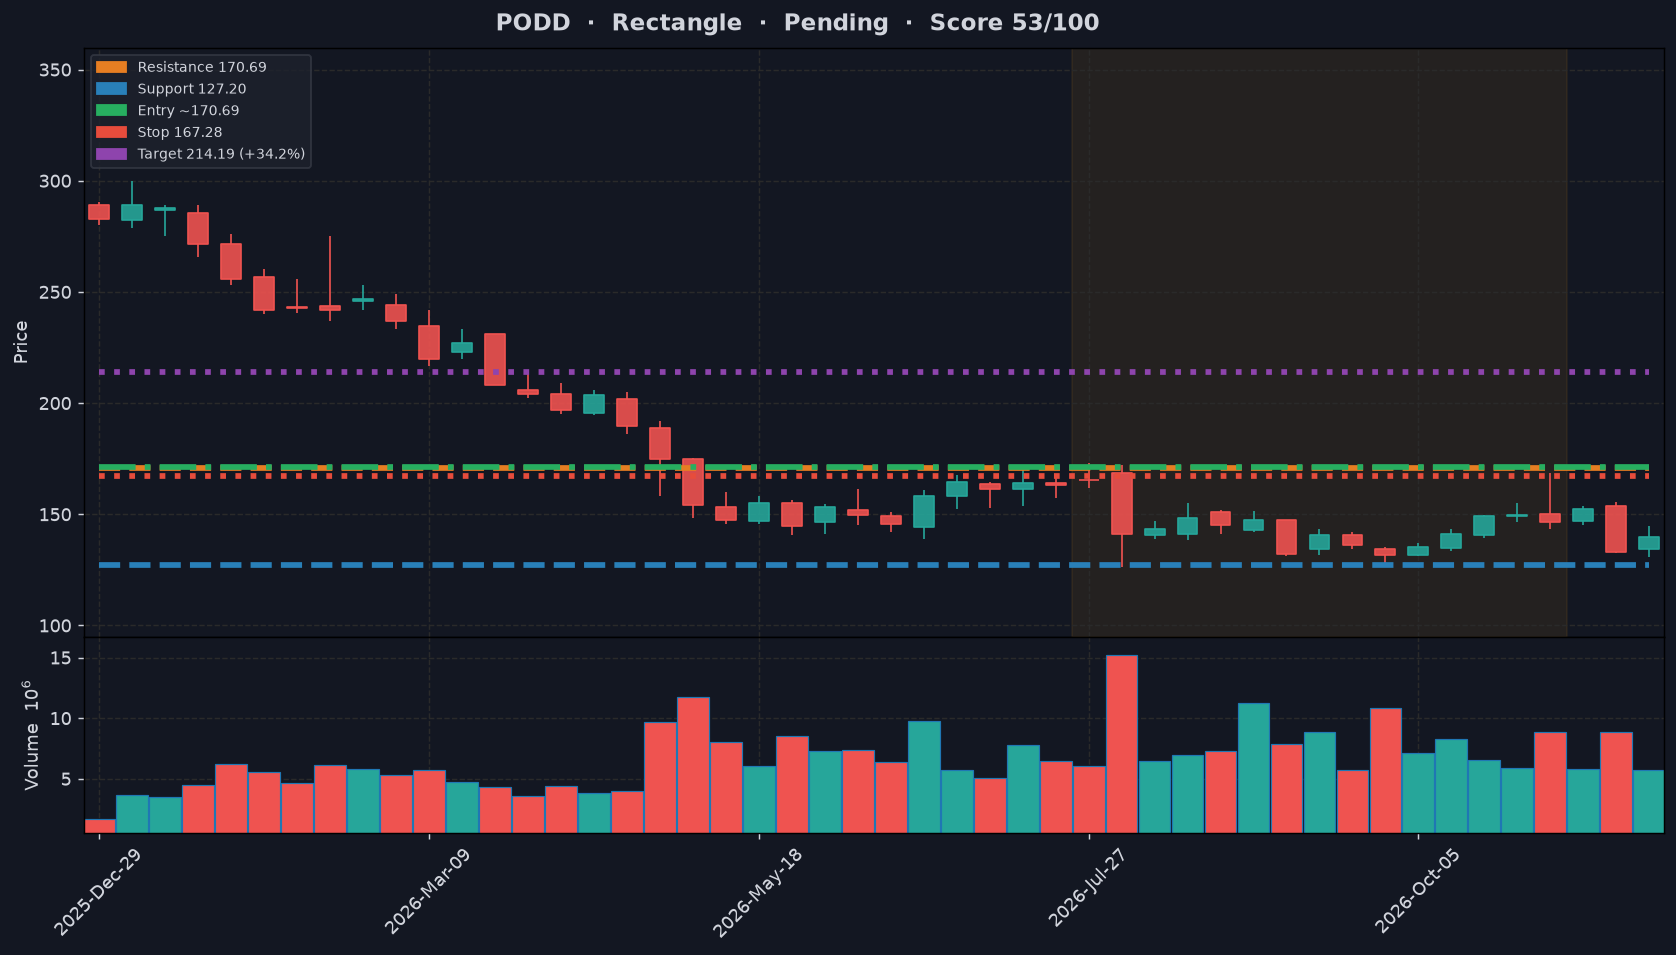 PODD · Rectangle · Pending · Score 53/100
Resistance 170.69
Support 127.20
Entry ~170.69
Stop 167.28
Target 214.19 (+34.2%)
350
300
250
200
150
100
Price
15
10
5
Volume 10⁶
2025-Dec-29
2026-Mar-09
2026-May-18
2026-Jul-27
2026-Oct-05